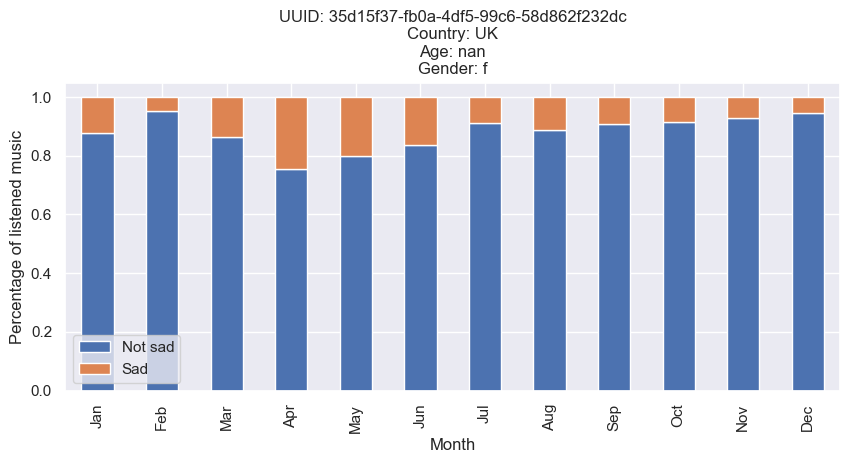 UUID: 35d15f37-fb0a-4df5-99c6-58d862f232dc
Country: UK
Age: nan
Gender: f
Percentage of listened music
1.0
0.8
0.6
0.4
0.2
0.0
Not sad
Sad
Jan
Feb
Mar
Apr
May
Jun
Jul
Aug
Sep
Oct
Nov
Dec
Month